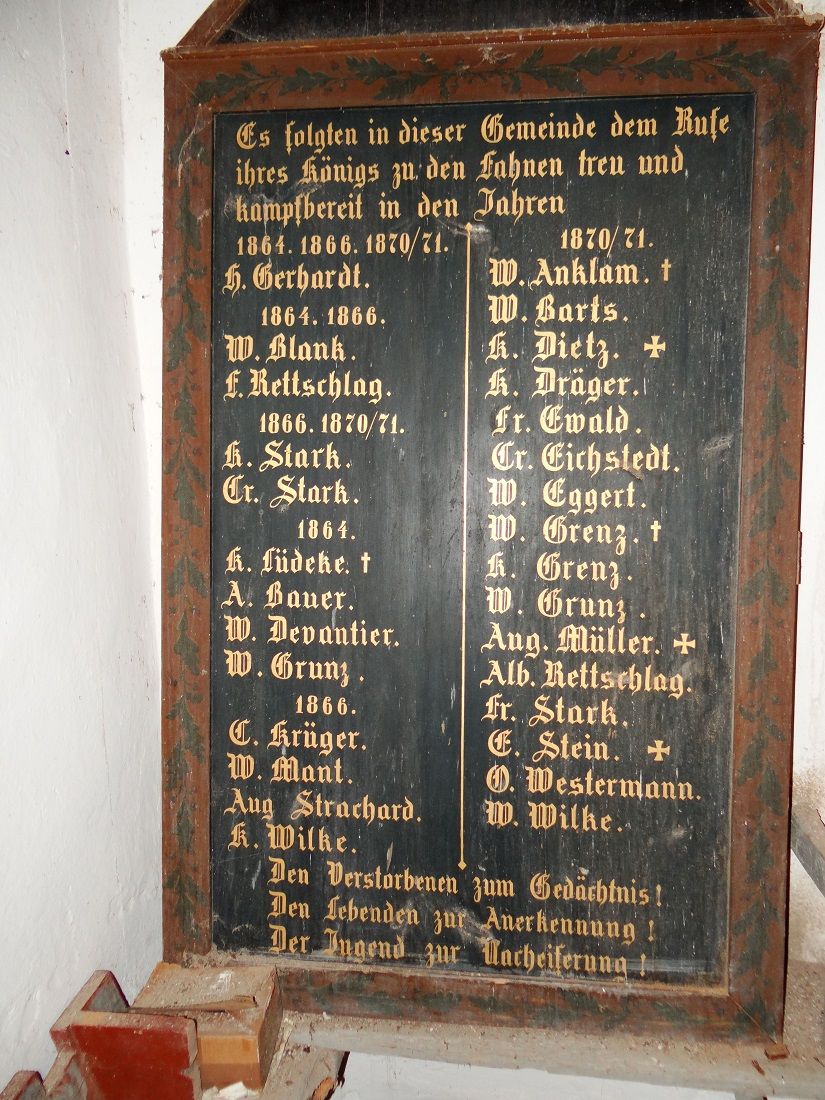 Es folgten in dieser Gemeinde dem Rufe
ihres Königs zu den Fahnen treu und
kampfbereit in den Jahren
1864. 1866. 1870/71.
H. Gerhardt.
1864. 1866.
W. Blank.
F. Rettschlag.
1866. 1870/71.
K. Stark.
Cr. Stark.
1864.
K. Lüdeke. †
A. Bauer.
W. Devantier.
W. Grunz.
1866.
C. Krüger.
W. Mant.
Aug Strachard.
K. Wilke.
1870/71.
W. Anklam. †
W. Barts.
K. Dietz. ✠
K. Dräger.
Fr. Ewald.
Cr. Eichstedt.
W. Eggert.
W. Grenz. †
K. Grenz.
W. Grunz.
Aug. Müller. ✠
Alb. Rettschlag.
Fr. Stark.
E. Stein. ✠
O. Westermann.
W. Wilke.
Den Verstorbenen zum Gedächtnis!
Den Lebenden zur Anerkennung!
Der Jugend zur Nacheiferung!